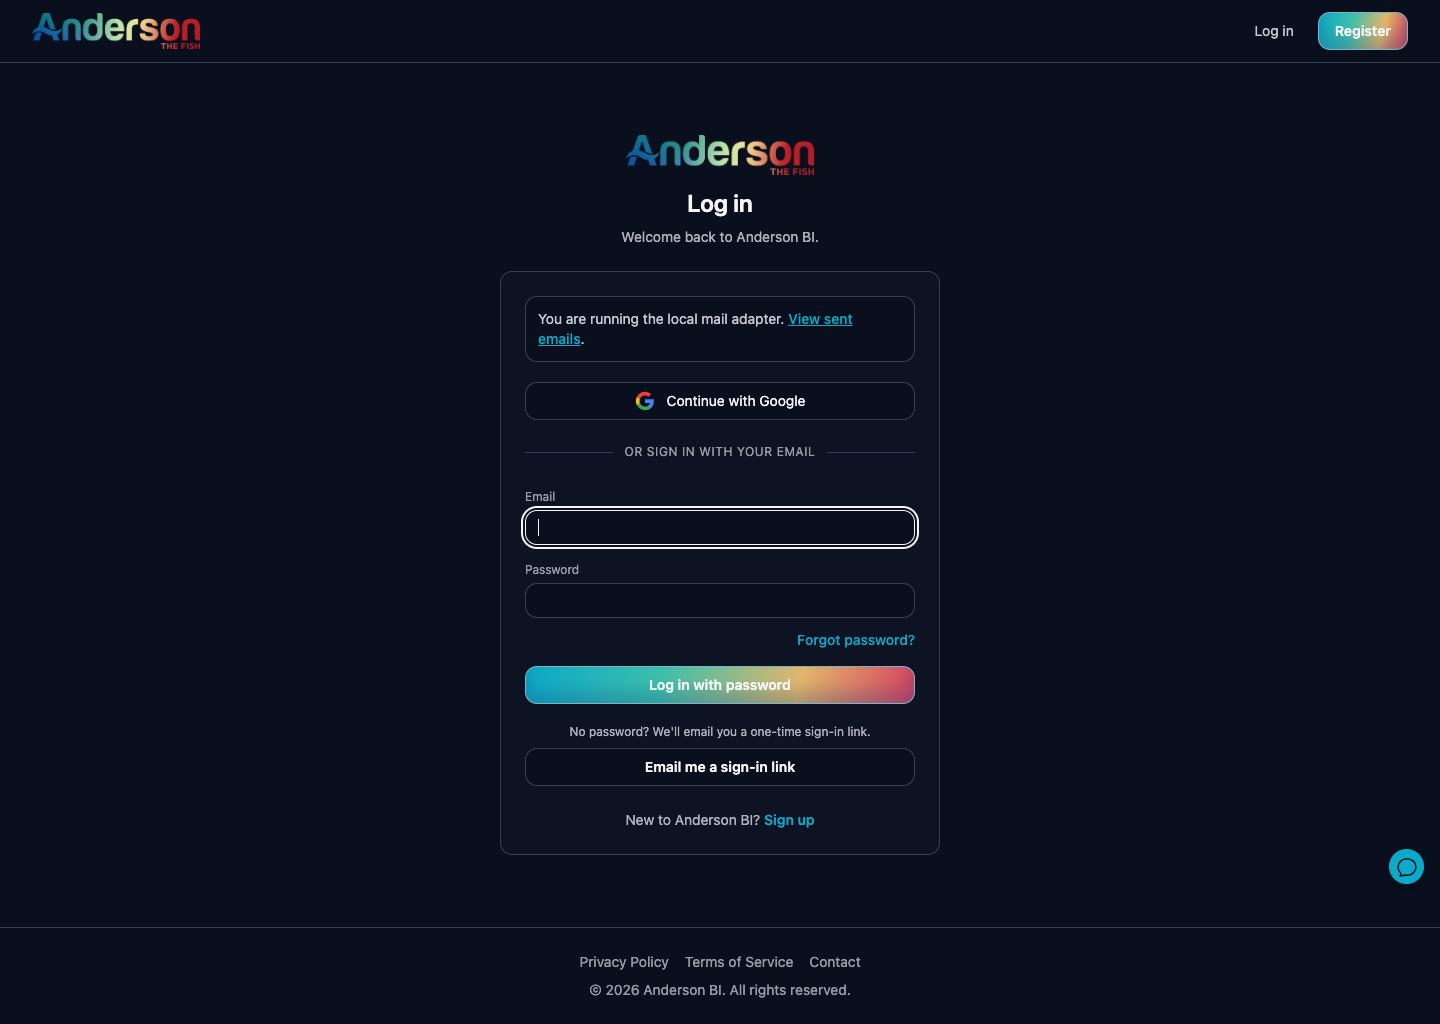 Anderson
THE FISH
Log in
Register
Anderson
THE FISH
Log in
Welcome back to Anderson BI.
You are running the local mail adapter. View sent
emails.
Continue with Google
OR SIGN IN WITH YOUR EMAIL
Email
Password
Forgot password?
Log in with password
No password? We'll email you a one-time sign-in link.
Email me a sign-in link
New to Anderson BI? Sign up
Privacy Policy
Terms of Service
Contact
© 2026 Anderson BI. All rights reserved.